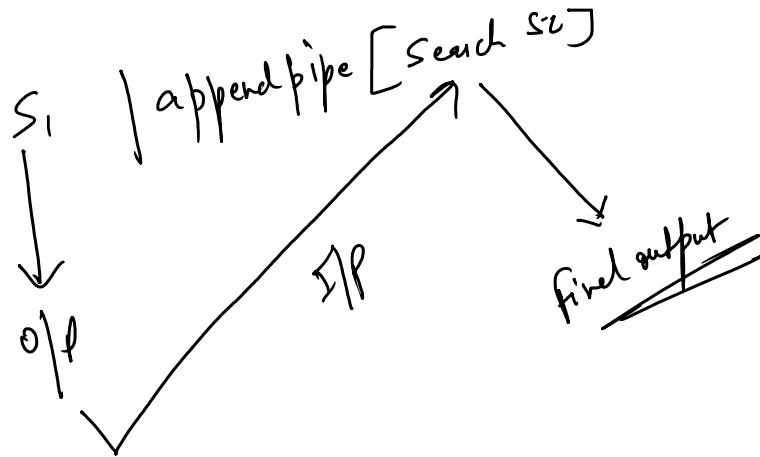 S1 | appendpipe [Search S2]
O/P
I/P
final output